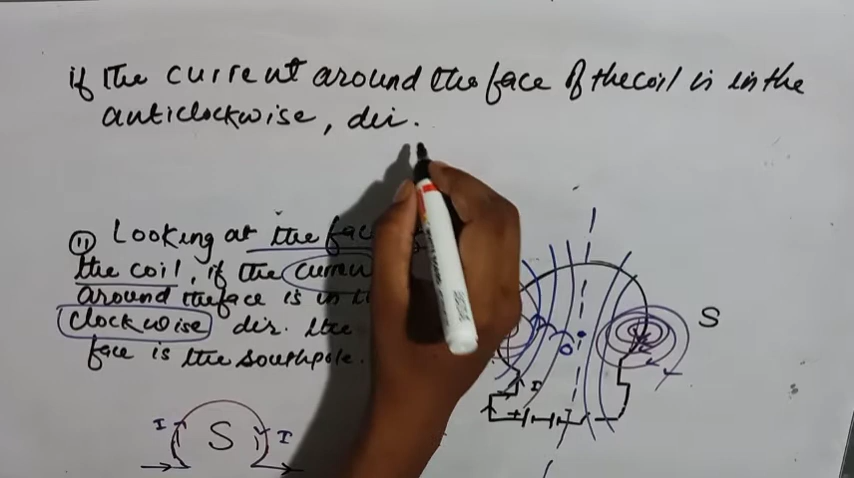 if the current around the face of the coil is in the
anticlockwise, dir.
(ii) Looking at the fac
the coil, if the curren
around the face is in t
clockwise dir. the
face is the southpole.
S
I
I
S
I